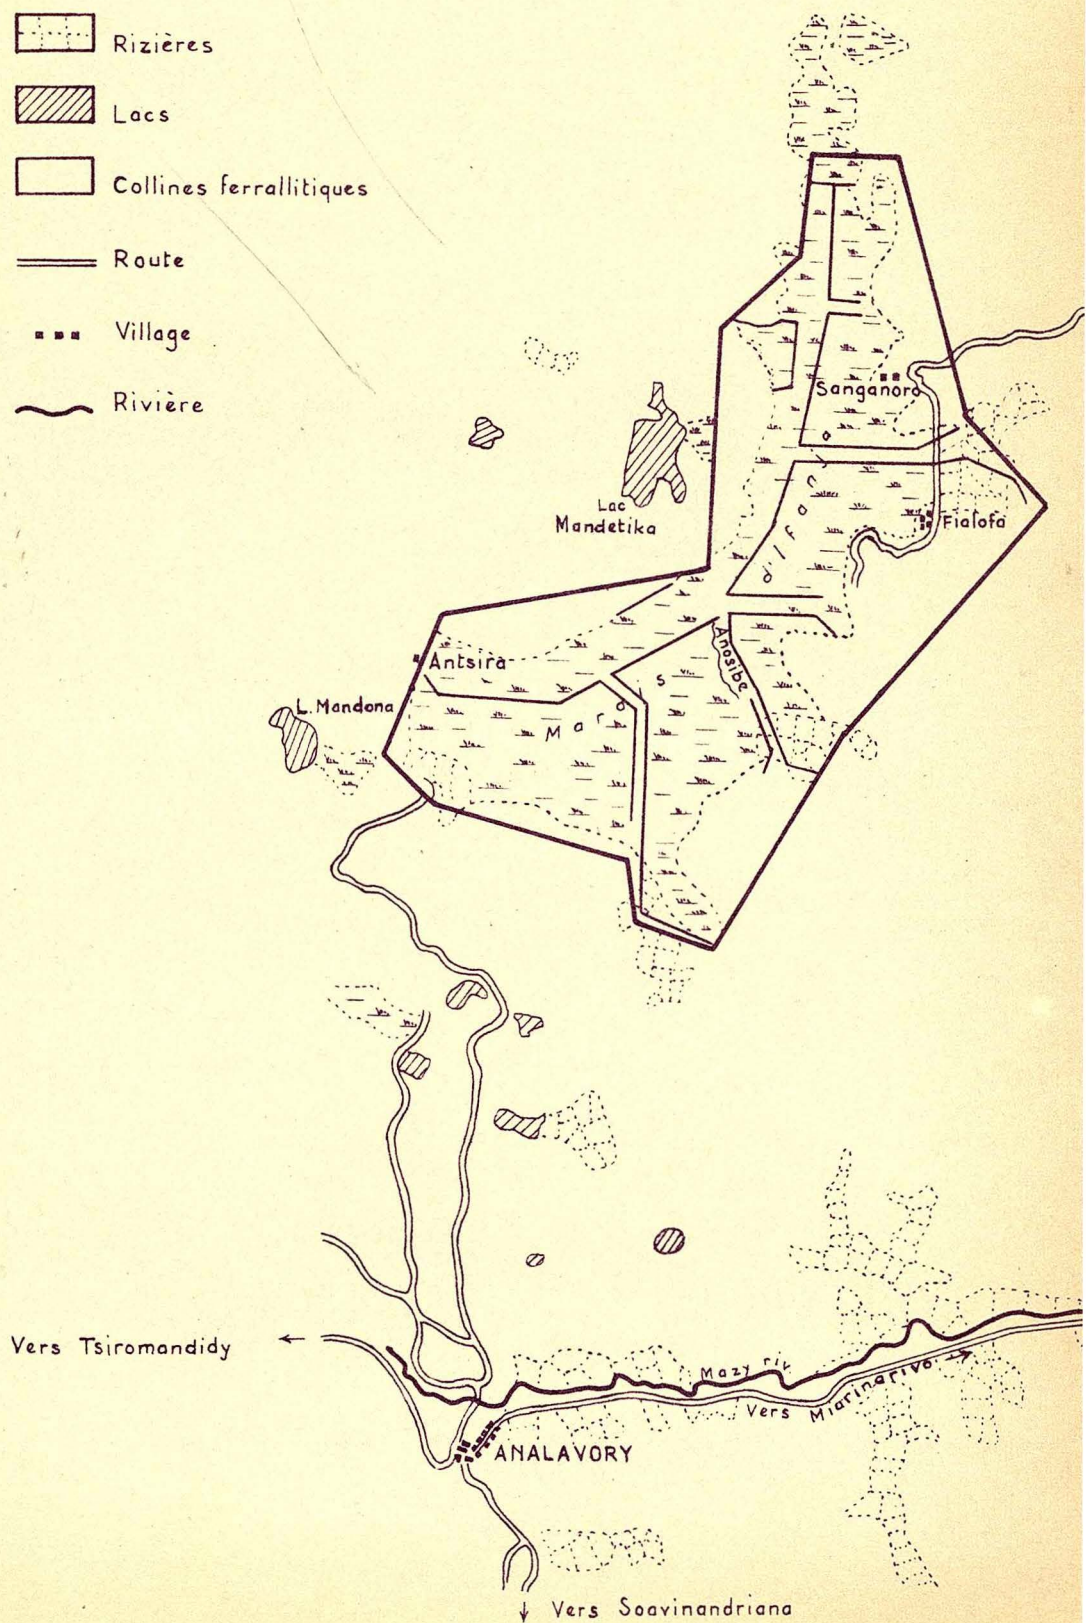 Rizières
Lacs
Collines ferrallitiques
Route
Village
Rivière
Sanganoro
Lac
Mandetika
Fialofa
Antsira
Anosibe
Marais
L. Mandona
Vers Tsiromandidy
Mazy riv.
Vers Miarinarivo
ANALAVORY
Vers Soavinandriana